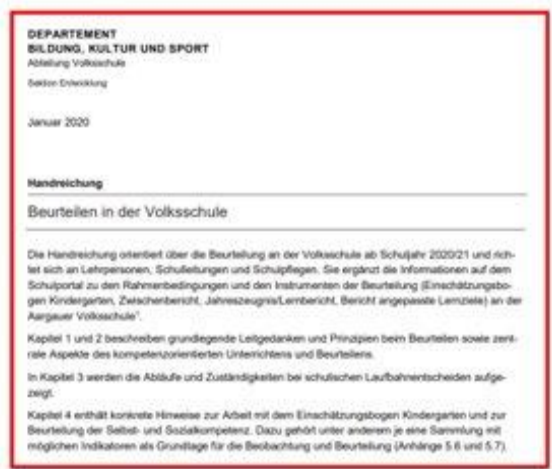 DEPARTEMENT
BILDUNG, KULTUR UND SPORT
Abteilung Volksschule
Sektion Entwicklung
Januar 2020
Handreichung
Beurteilen in der Volksschule
Die Handreichung orientiert über die Beurteilung an der Volksschule ab Schuljahr 2020/21 und rich-
tet sich an Lehrpersonen, Schulleitungen und Schulpflegen. Sie ergänzt die Informationen auf dem
Schulportal zu den Rahmenbedingungen und den Instrumenten der Beurteilung (Einschätzungsbo-
gen Kindergarten, Zwischenbericht, Jahreszeugnis/Lernbericht, Bericht angepasste Lernziele) an der
Aargauer Volksschule¹.
Kapitel 1 und 2 beschreiben grundlegende Leitgedanken und Prinzipien beim Beurteilen sowie zent-
rale Aspekte des kompetenzorientierten Unterrichtens und Beurteilens.
In Kapitel 3 werden die Abläufe und Zuständigkeiten bei schulischen Laufbahnentscheiden aufge-
zeigt.
Kapitel 4 enthält konkrete Hinweise zur Arbeit mit dem Einschätzungsbogen Kindergarten und zur
Beurteilung der Selbst- und Sozialkompetenz. Dazu gehört unter anderem je eine Sammlung mit
möglichen Indikatoren als Grundlage für die Beobachtung und Beurteilung (Anhänge 5.6 und 5.7).